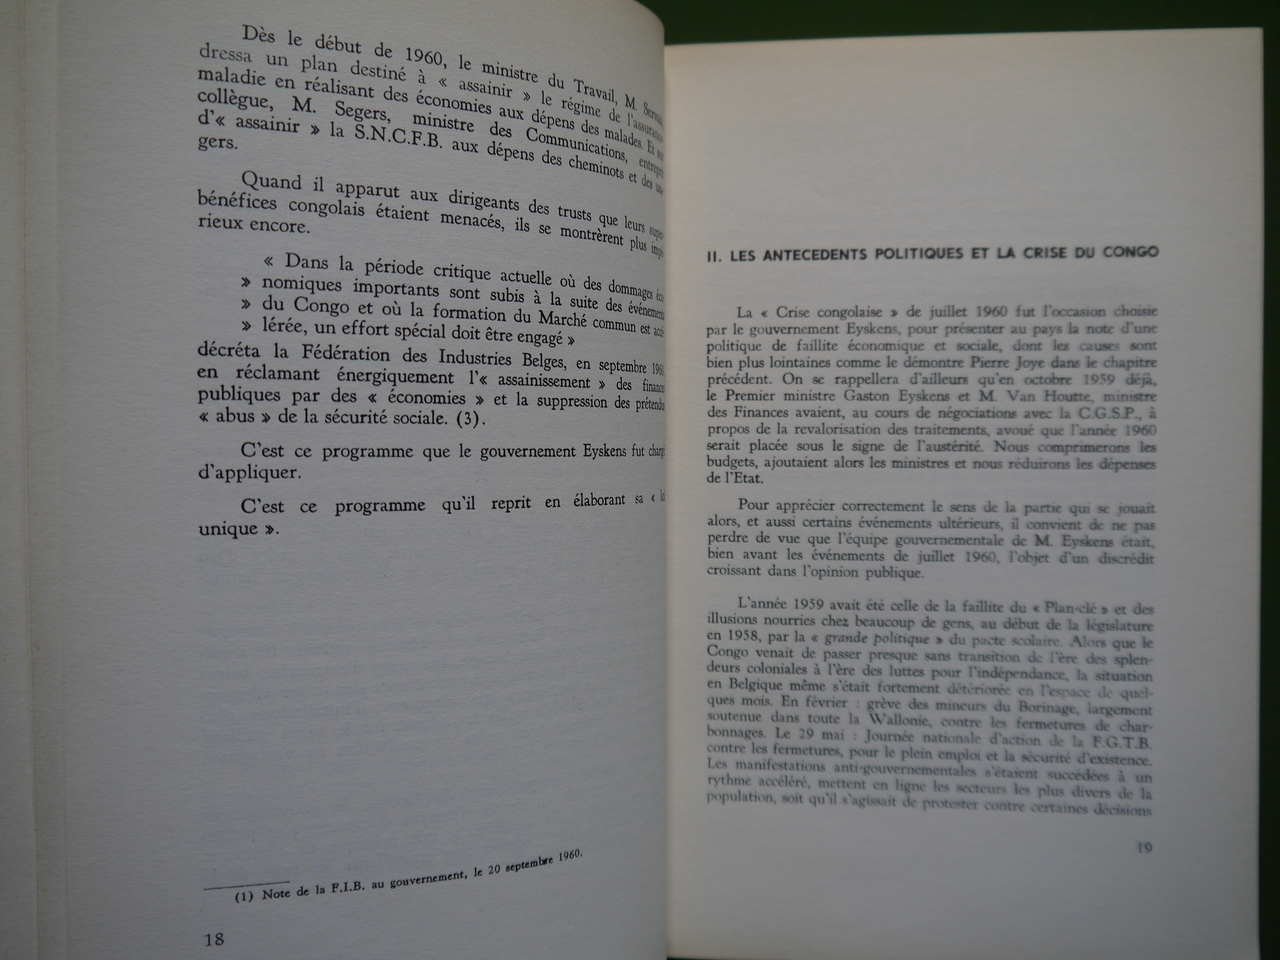 Dès le début de 1960, le ministre du Travail, M. Servais
dressa un plan destiné à « assainir » le régime de l'assurance
maladie en réalisant des économies aux dépens des malades. Et son
collègue, M. Segers, ministre des Communications, entreprit
d'« assainir » la S.N.C.F.B. aux dépens des cheminots et des usa-
gers.
Quand il apparut aux dirigeants des trusts que leurs super-
bénéfices congolais étaient menacés, ils se montrèrent plus impé-
rieux encore.
« Dans la période critique actuelle où des dommages éco-
» nomiques importants sont subis à la suite des événements
» du Congo et où la formation du Marché commun est accé-
» lérée, un effort spécial doit être engagé »
décréta la Fédération des Industries Belges, en septembre 1960,
en réclamant énergiquement l'« assainissement » des finances
publiques par des « économies » et la suppression des prétendus
« abus » de la sécurité sociale. (3).
C'est ce programme que le gouvernement Eyskens fut chargé
d'appliquer.
C'est ce programme qu'il reprit en élaborant sa « loi
unique ».
(1) Note de la F.I.B. au gouvernement, le 20 septembre 1960.
18
II. LES ANTECEDENTS POLITIQUES ET LA CRISE DU CONGO
La « Crise congolaise » de juillet 1960 fut l'occasion choisie
par le gouvernement Eyskens, pour présenter au pays la note d'une
politique de faillite économique et sociale, dont les causes sont
bien plus lointaines comme le démontre Pierre Joye dans le chapitre
précédent. On se rappellera d'ailleurs qu'en octobre 1959 déjà,
le Premier ministre Gaston Eyskens et M. Van Houtte, ministre
des Finances avaient, au cours de négociations avec la C.G.S.P., à
propos de la revalorisation des traitements, avoué que l'année 1960
serait placée sous le signe de l'austérité. Nous comprimerons les
budgets, ajoutaient alors les ministres et nous réduirons les dépenses
de l'Etat.
Pour apprécier correctement le sens de la partie qui se jouait
alors, et aussi certains événements ultérieurs, il convient de ne pas
perdre de vue que l'équipe gouvernementale de M. Eyskens était,
bien avant les événements de juillet 1960, l'objet d'un discrédit
croissant dans l'opinion publique.
L'année 1959 avait été celle de la faillite du « Plan-clé » et des
illusions nourries chez beaucoup de gens, au début de la législature
en 1958, par la « grande politique » du pacte scolaire. Alors que le
Congo venait de passer presque sans transition de l'ère des splen-
deurs coloniales à l'ère des luttes pour l'indépendance, la situation
en Belgique même s'était fortement détériorée en l'espace de quel-
ques mois. En février : grève des mineurs du Borinage, largement
soutenue dans toute la Wallonie, contre les fermetures de char-
bonnages. Le 29 mai : Journée nationale d'action de la F.G.T.B.
contre les fermetures, pour le plein emploi et la sécurité d'existence.
Les manifestations anti-gouvernementales s'étaient succédées à un
rythme accéléré, mettent en ligne les secteurs les plus divers de la
population, soit qu'il s'agissait de protester contre certaines décisions
19